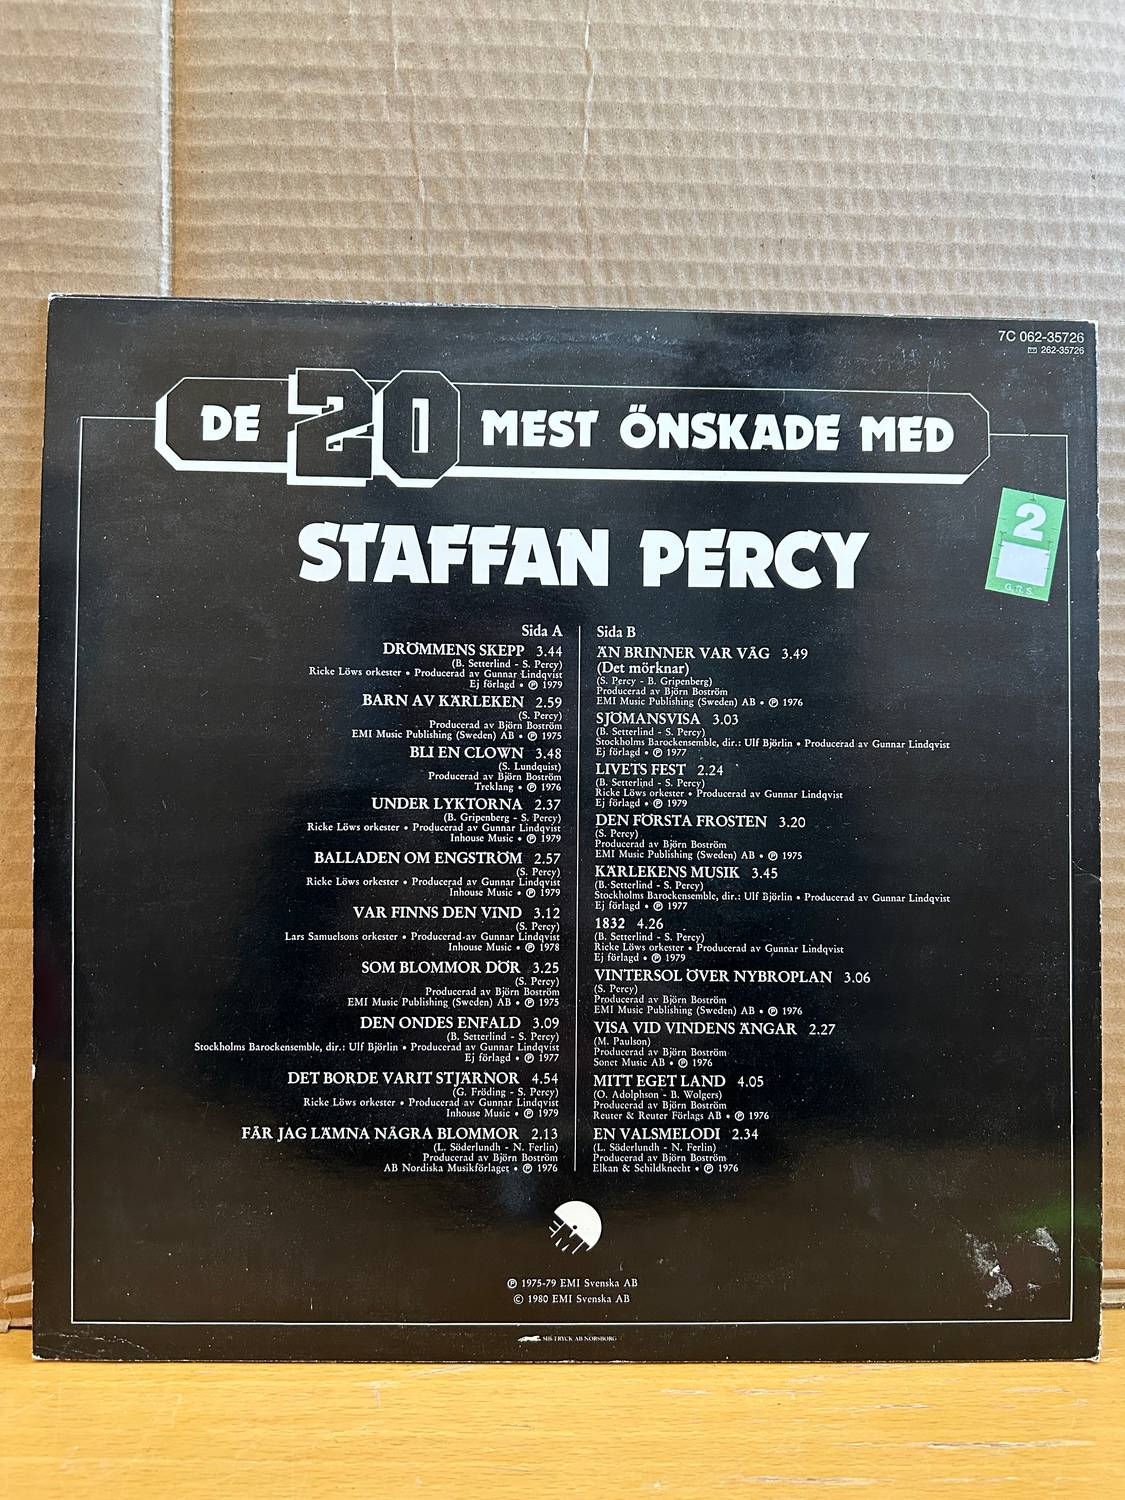 7C 062-35726
262-35726
DE 20 MEST ÖNSKADE MED
2
G.R.S.
STAFFAN PERCY
Sida A
DRÖMMENS SKEPP 3.44
(B. Setterlind - S. Percy)
Ricke Löws orkester • Producerad av Gunnar Lindqvist
Ej förlagd • ℗ 1979
BARN AV KÄRLEKEN 2.59
(S. Percy)
Producerad av Björn Boström
EMI Music Publishing (Sweden) AB • ℗ 1975
BLI EN CLOWN 3.48
(S. Lundquist)
Producerad av Björn Boström
Treklang • ℗ 1976
UNDER LYKTORNA 2.37
(B. Gripenberg - S. Percy)
Ricke Löws orkester • Producerad av Gunnar Lindqvist
Inhouse Music • ℗ 1979
BALLADEN OM ENGSTRÖM 2.57
(S. Percy)
Ricke Löws orkester • Producerad av Gunnar Lindqvist
Inhouse Music • ℗ 1979
VAR FINNS DEN VIND 3.12
(S. Percy)
Lars Samuelsons orkester • Producerad av Gunnar Lindqvist
Inhouse Music • ℗ 1978
SOM BLOMMOR DÖR 3.25
(S. Percy)
Producerad av Björn Boström
EMI Music Publishing (Sweden) AB • ℗ 1975
DEN ONDES ENFALD 3.09
(B. Setterlind - S. Percy)
Stockholms Barockensemble, dir.: Ulf Björlin • Producerad av Gunnar Lindqvist
Ej förlagd • ℗ 1977
DET BORDE VARIT STJÄRNOR 4.54
(G. Fröding - S. Percy)
Ricke Löws orkester • Producerad av Gunnar Lindqvist
Inhouse Music • ℗ 1979
FÅR JAG LÄMNA NÅGRA BLOMMOR 2.13
(L. Söderlundh - N. Ferlin)
Producerad av Björn Boström
AB Nordiska Musikförlaget • ℗ 1976
Sida B
ÄN BRINNER VÅR VÄG 3.49
(Det mörknar)
(S. Percy - B. Gripenberg)
Producerad av Björn Boström
EMI Music Publishing (Sweden) AB • ℗ 1976
SJÖMANSVISA 3.03
(B. Setterlind - S. Percy)
Stockholms Barockensemble, dir.: Ulf Björlin • Producerad av Gunnar Lindqvist
Ej förlagd • ℗ 1977
LIVETS FEST 2.24
(B. Setterlind - S. Percy)
Ricke Löws orkester • Producerad av Gunnar Lindqvist
Ej förlagd • ℗ 1979
DEN FÖRSTA FROSTEN 3.20
(S. Percy)
Producerad av Björn Boström
EMI Music Publishing (Sweden) AB • ℗ 1975
KÄRLEKENS MUSIK 3.45
(B. Setterlind - S. Percy)
Stockholms Barockensemble, dir.: Ulf Björlin • Producerad av Gunnar Lindqvist
Ej förlagd • ℗ 1977
1832 4.26
(B. Setterlind - S. Percy)
Ricke Löws orkester • Producerad av Gunnar Lindqvist
Ej förlagd • ℗ 1979
VINTERSOL ÖVER NYBROPLAN 3.06
(S. Percy)
Producerad av Björn Boström
EMI Music Publishing (Sweden) AB • ℗ 1976
VISA VID VINDENS ÄNGAR 2.27
(M. Paulson)
Producerad av Björn Boström
Sonet Music AB • ℗ 1976
MITT EGET LAND 4.05
(O. Adolphson - B. Wolgers)
Producerad av Björn Boström
Reuter & Reuter Förlags AB • ℗ 1976
EN VALSMELODI 2.34
(L. Söderlundh - N. Ferlin)
Producerad av Björn Boström
Elkan & Schildknecht • ℗ 1976
EMI
℗ 1975-79 EMI Svenska AB
© 1980 EMI Svenska AB
MIB-TRYCK AB NORSBORG